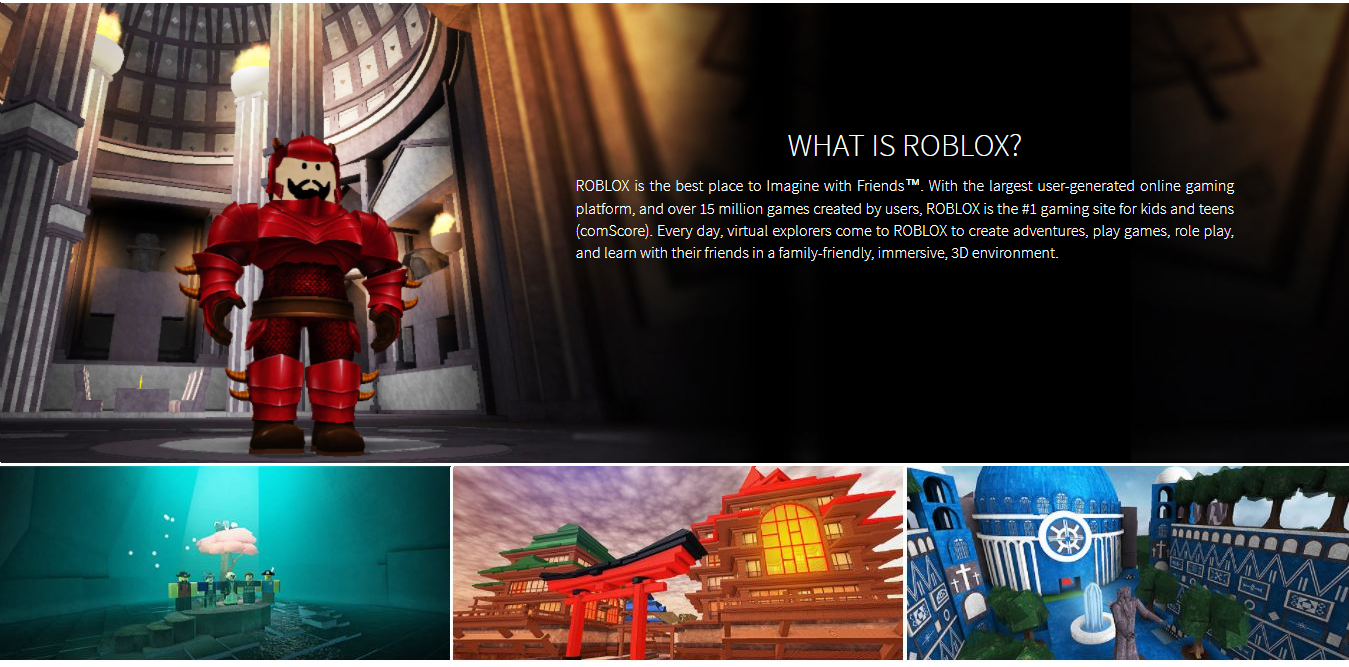 WHAT IS ROBLOX?
ROBLOX is the best place to Imagine with Friends™. With the largest user-generated online gaming
platform, and over 15 million games created by users, ROBLOX is the #1 gaming site for kids and teens
(comScore). Every day, virtual explorers come to ROBLOX to create adventures, play games, role play,
and learn with their friends in a family-friendly, immersive, 3D environment.